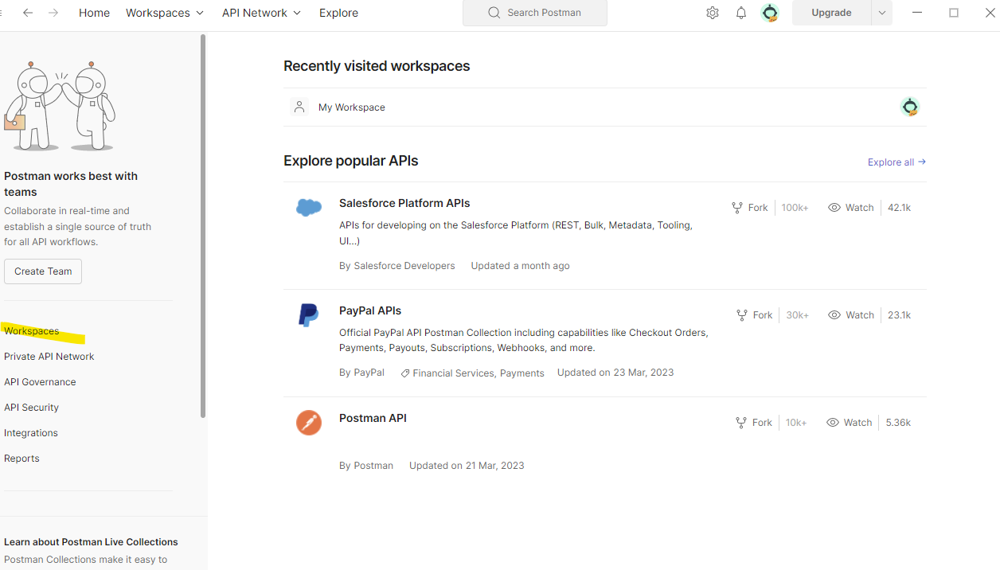 Home Workspaces API Network Explore Search Postman Upgrade
Postman works best with
teams
Collaborate in real-time and
establish a single source of truth
for all API workflows.
Create Team
Workspaces
Private API Network
API Governance
API Security
Integrations
Reports
Learn about Postman Live Collections
Postman Collections make it easy to
Recently visited workspaces
My Workspace
Explore popular APIs Explore all →
Salesforce Platform APIs Fork 100k+ Watch 42.1k
APIs for developing on the Salesforce Platform (REST, Bulk, Metadata, Tooling,
UI...)
By Salesforce Developers Updated a month ago
PayPal APIs Fork 30k+ Watch 23.1k
Official PayPal API Postman Collection including capabilities like Checkout Orders,
Payments, Payouts, Subscriptions, Webhooks, and more.
By PayPal Financial Services, Payments Updated on 23 Mar, 2023
Postman API Fork 10k+ Watch 5.36k
By Postman Updated on 21 Mar, 2023